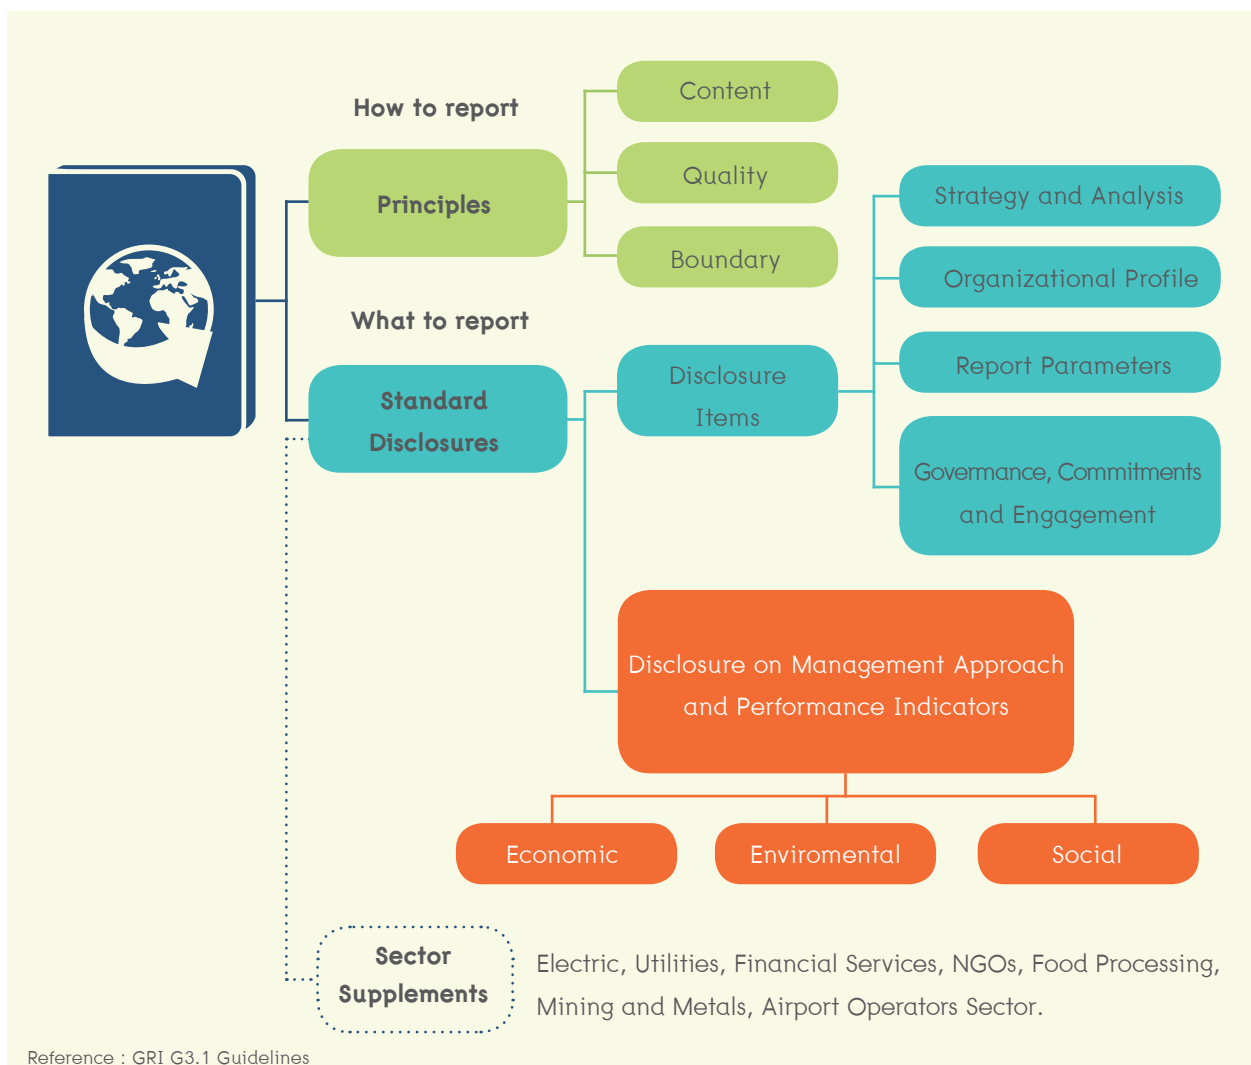 How to report
Principles
Content
Quality
Boundary
What to report
Standard
Disclosures
Disclosure
Items
Strategy and Analysis
Organizational Profile
Report Parameters
Governance, Commitments
and Engagement
Disclosure on Management Approach
and Performance Indicators
Economic
Enviromental
Social
Sector
Supplements
Electric, Utilities, Financial Services, NGOs, Food Processing,
Mining and Metals, Airport Operators Sector.
Reference : GRI G3.1 Guidelines